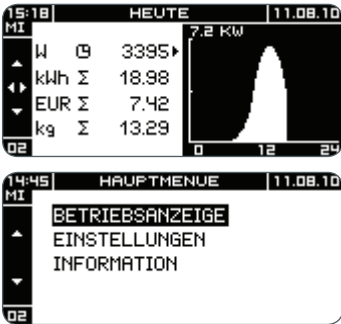 15:18 HEUTE 11.08.10
MI 7.2 KW
W 3395
kWh Σ 18.98
EUR Σ 7.42
kg Σ 13.29
02 0 12 24
14:45 HAUPTMENUE 11.08.10
MI
BETRIEBSANZEIGE
EINSTELLUNGEN
INFORMATION
02